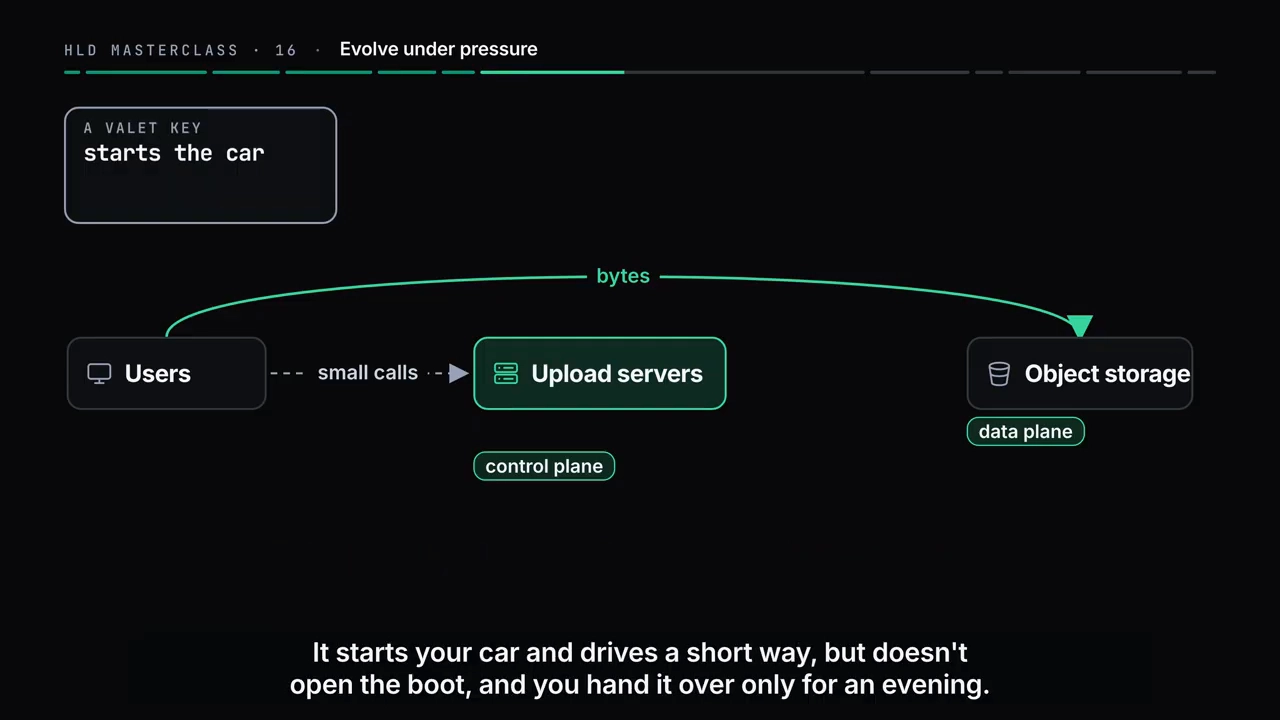 HLD MASTERCLASS · 16 · Evolve under pressure
A VALET KEY
starts the car
bytes
Users
small calls
Upload servers
Object storage
data plane
control plane
It starts your car and drives a short way, but doesn't
open the boot, and you hand it over only for an evening.